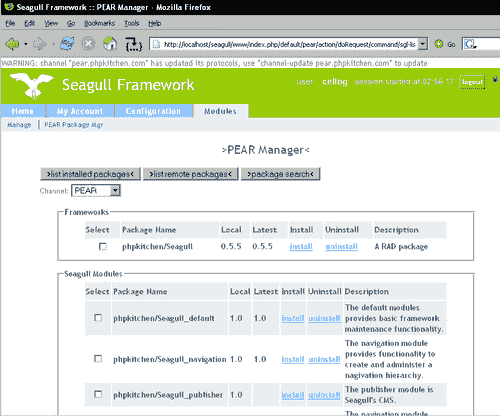 Seagull Framework :: PEAR Manager - Mozilla Firefox
File Edit View Go Bookmarks Tools Help
http://localhost/seagull/www/index.php/default/pear/action/doRequest/command/sgl-lis Go
WARNING: channel "pear.phpkitchen.com" has updated its protocols, use "channel-update pear.phpkitchen.com" to update
Seagull Framework
user - cellog session started at 02:56:17 logout
Home My Account Configuration Modules
Manage PEAR Package Mgr
>PEAR Manager<
>list installed packages< >list remote packages< >package search<
Channel: PEAR
Frameworks
Select Package Name Local Latest Install Uninstall Description
phpkitchen/Seagull 0.5.5 0.5.5 install uninstall A RAD package
Seagull Modules
Select Package Name Local Latest Install Uninstall Description
phpkitchen/Seagull_default 1.0 1.0 install uninstall The default modules
provides basic framework
maintenance functionality.
phpkitchen/Seagull_navigation 1.0 1.0 install uninstall The navigation module
provides functionality to
create and administer a
nagivation hierarchy.
phpkitchen/Seagull_publisher 1.0 install uninstall The publisher module is
Seagull's CMS.
The navigation module